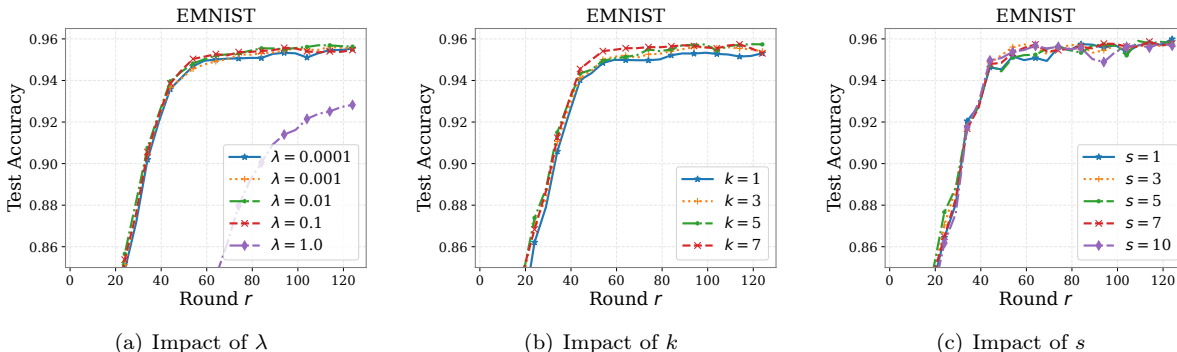 EMNIST
Test Accuracy
0.96
0.94
0.92
0.90
0.88
0.86
λ = 0.0001
λ = 0.001
λ = 0.01
λ = 0.1
λ = 1.0
0 20 40 60 80 100 120
Round r
(a) Impact of λ
EMNIST
Test Accuracy
0.96
0.94
0.92
0.90
0.88
0.86
k = 1
k = 3
k = 5
k = 7
0 20 40 60 80 100 120
Round r
(b) Impact of k
EMNIST
Test Accuracy
0.96
0.94
0.92
0.90
0.88
0.86
s = 1
s = 3
s = 5
s = 7
s = 10
0 20 40 60 80 100 120
Round r
(c) Impact of s